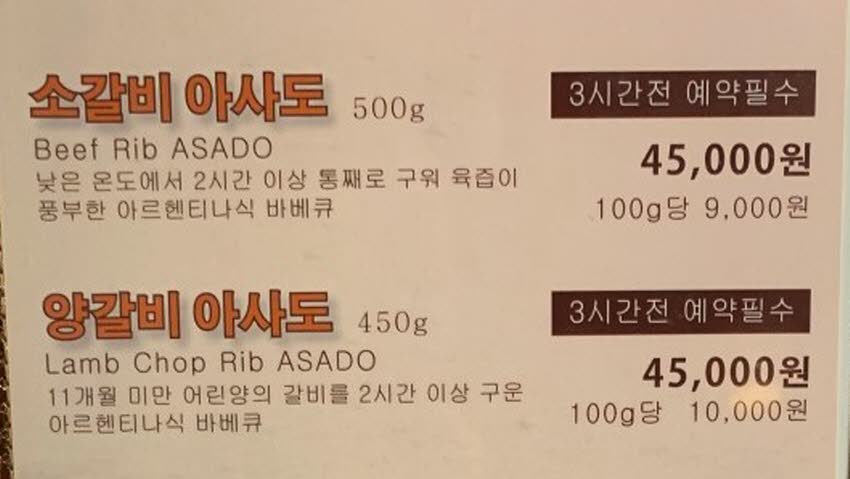 소갈비 아사도 500g 3시간전 예약필수
Beef Rib ASADO 45,000원
낮은 온도에서 2시간 이상 통째로 구워 육즙이
풍부한 아르헨티나식 바베큐 100g당 9,000원
양갈비 아사도 450g 3시간전 예약필수
Lamb Chop Rib ASADO 45,000원
11개월 미만 어린양의 갈비를 2시간 이상 구운
아르헨티나식 바베큐 100g당 10,000원